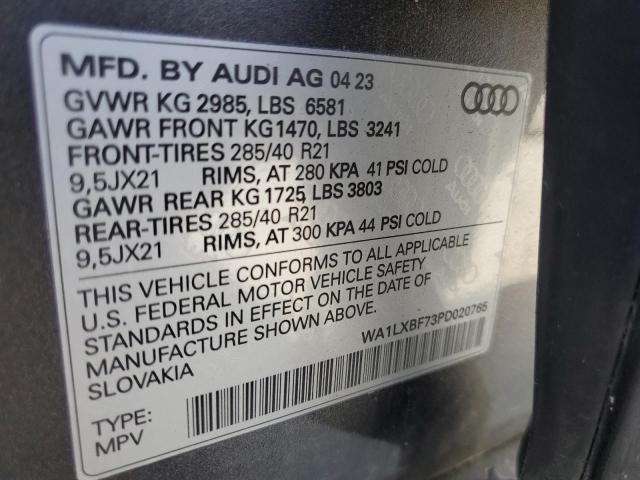 MFD. BY AUDI AG 04 23
GVWR KG 2985, LBS 6581
GAWR FRONT KG1470, LBS 3241
FRONT-TIRES 285/40 R21
9,5JX21 RIMS, AT 280 KPA 41 PSI COLD
GAWR REAR KG 1725 LBS 3803
REAR-TIRES 285/40 R21
9,5JX21 RIMS, AT 300 KPA 44 PSI COLD
THIS VEHICLE CONFORMS TO ALL APPLICABLE
U.S. FEDERAL MOTOR VEHICLE SAFETY
STANDARDS IN EFFECT ON THE DATE OF
MANUFACTURE SHOWN ABOVE.
SLOVAKIA
WA1LXBF73PD020765
TYPE:
MPV
Audi